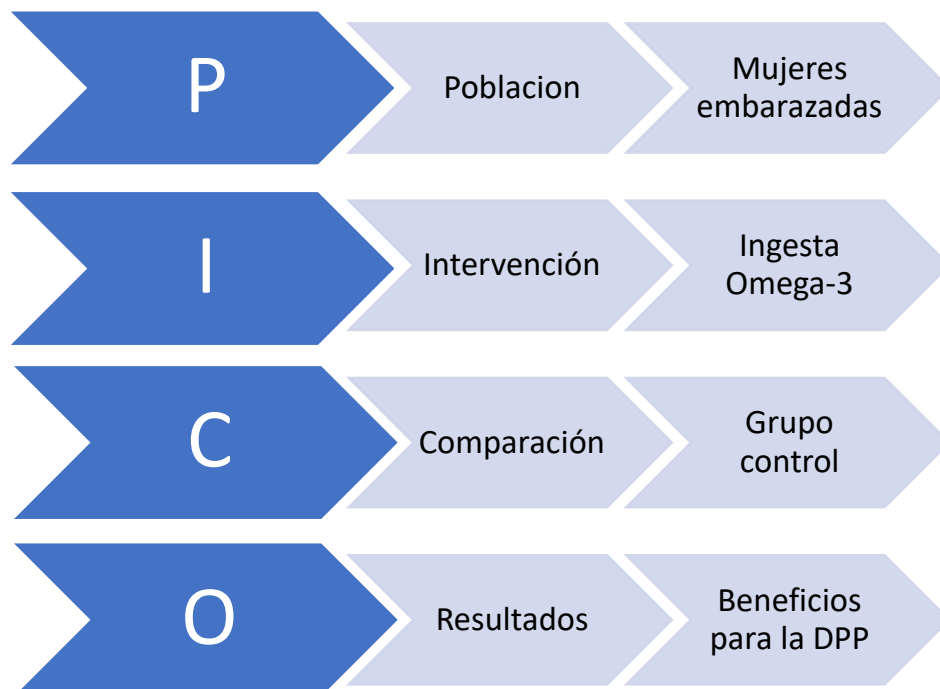 P
Poblacion
Mujeres
embarazadas
I
Intervención
Ingesta
Omega-3
C
Comparación
Grupo
control
O
Resultados
Beneficios
para la DPP